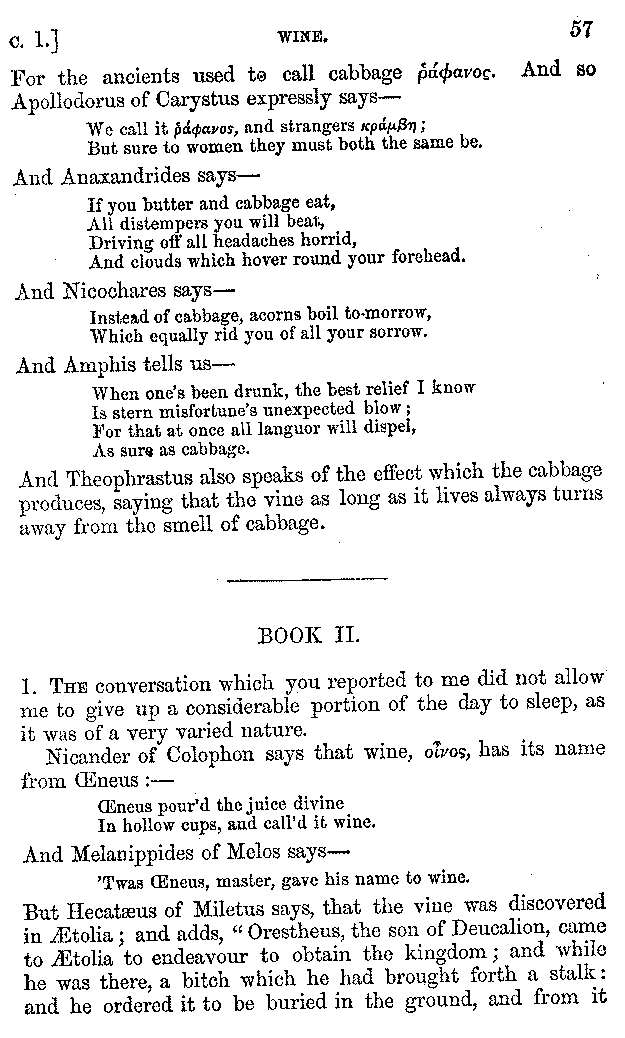 c. 1.] WINE. 57
For the ancients used to call cabbage ῥάφανος. And so
Apollodorus of Carystus expressly says—
We call it ῥάφανος, and strangers κράμβη;
But sure to women they must both the same be.
And Anaxandrides says—
If you butter and cabbage eat,
All distempers you will beat,
Driving off all headaches horrid,
And clouds which hover round your forehead.
And Nicochares says—
Instead of cabbage, acorns boil to-morrow,
Which equally rid you of all your sorrow.
And Amphis tells us—
When one's been drunk, the best relief I know
Is stern misfortune's unexpected blow;
For that at once all languor will dispel,
As sure as cabbage.
And Theophrastus also speaks of the effect which the cabbage
produces, saying that the vine as long as it lives always turns
away from the smell of cabbage.
BOOK II.
1. THE conversation which you reported to me did not allow
me to give up a considerable portion of the day to sleep, as
it was of a very varied nature.
Nicander of Colophon says that wine, οἶνος, has its name
from Œneus :—
Œneus pour'd the juice divine
In hollow cups, and call'd it wine.
And Melanippides of Melos says—
'Twas Œneus, master, gave his name to wine.
But Hecatæus of Miletus says, that the vine was discovered
in Ætolia; and adds, "Orestheus, the son of Deucalion, came
to Ætolia to endeavour to obtain the kingdom; and while
he was there, a bitch which he had brought forth a stalk:
and he ordered it to be buried in the ground, and from it